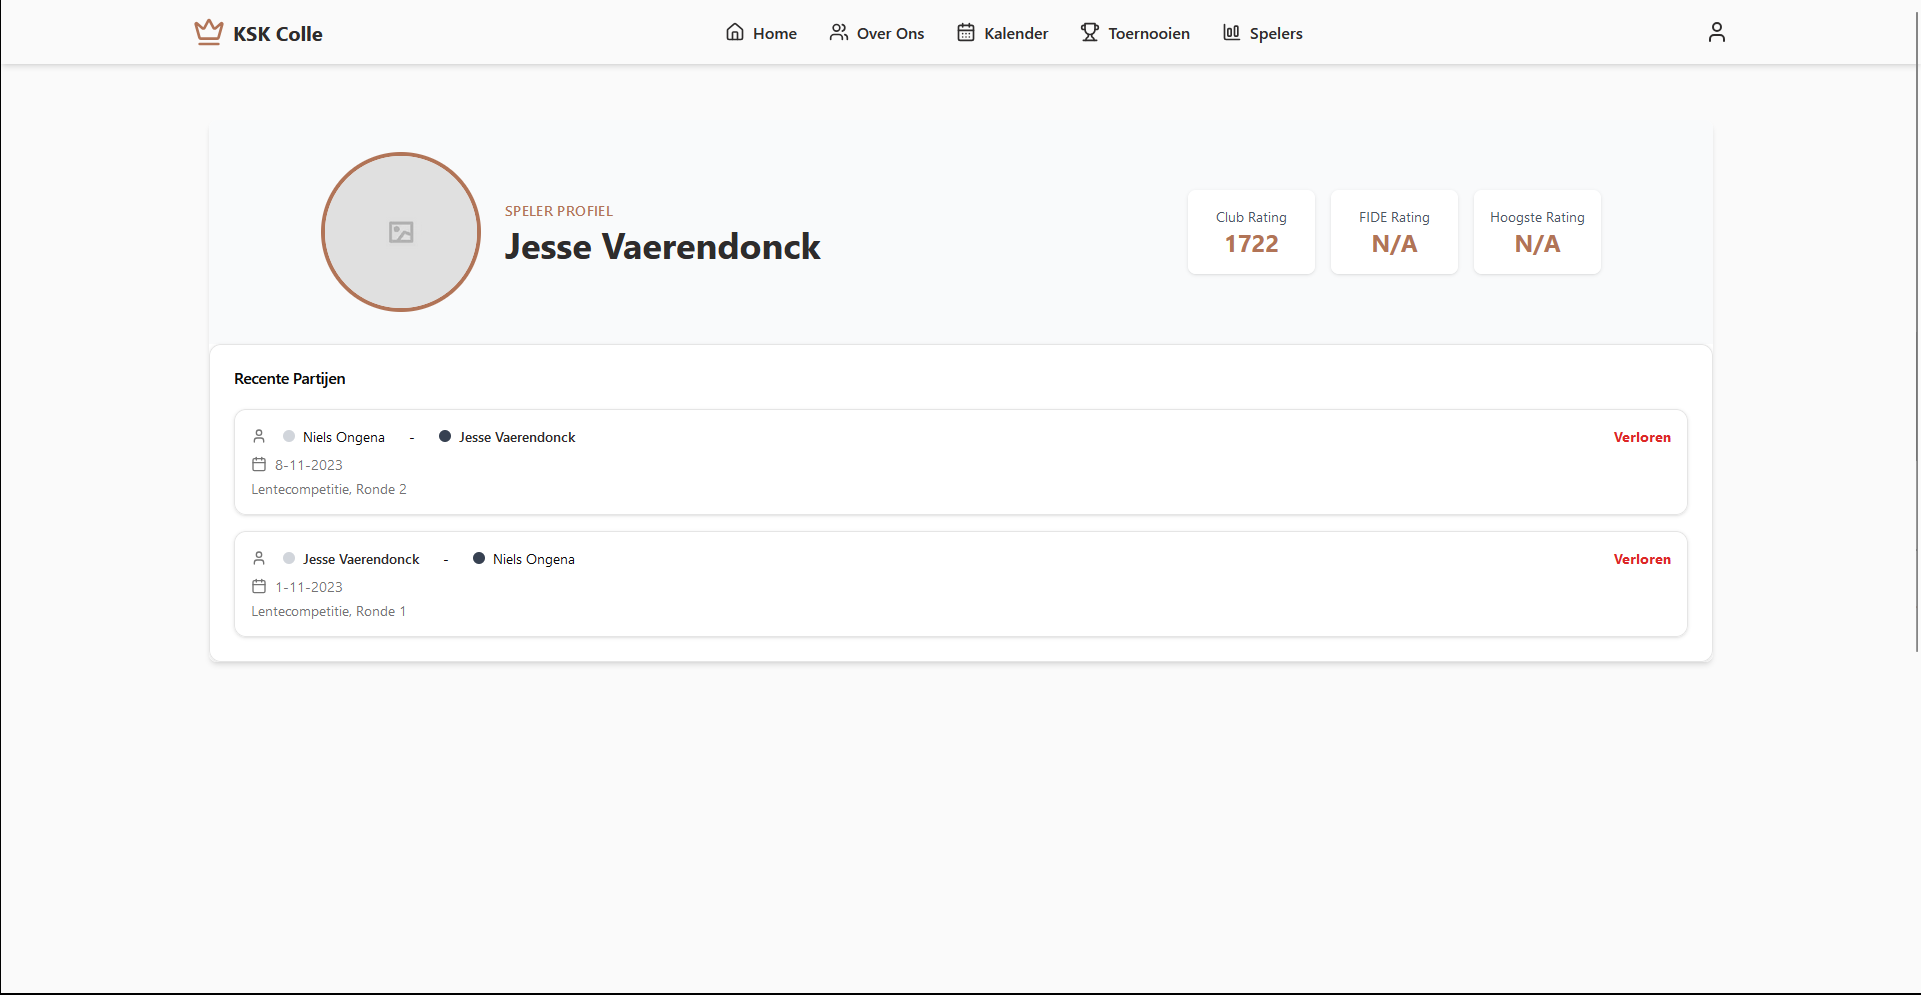 KSK Colle
Home
Over Ons
Kalender
Toernooien
Spelers
SPELER PROFIEL
Jesse Vaerendonck
Club Rating
1722
FIDE Rating
N/A
Hoogste Rating
N/A
Recente Partijen
Niels Ongena - Jesse Vaerendonck
Verloren
8-11-2023
Lentecompetitie, Ronde 2
Jesse Vaerendonck - Niels Ongena
Verloren
1-11-2023
Lentecompetitie, Ronde 1